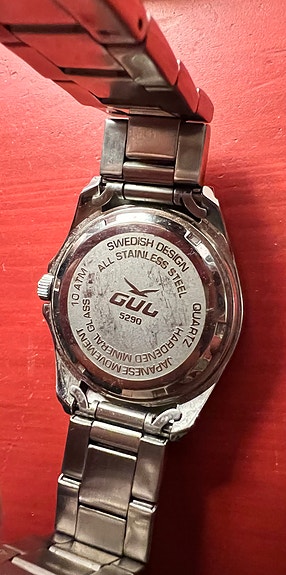 SWEDISH DESIGN
QUARTZ
JAPANESE MOVEMENT
10 ATM
ALL STAINLESS STEEL
HARDENED MINERAL GLASS
GUL
5290